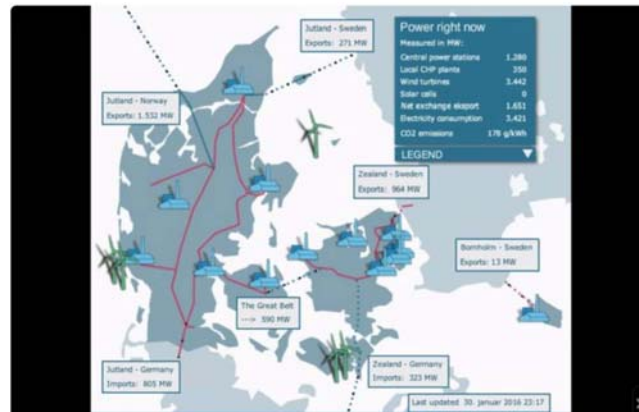 Jutland - Sweden
Exports: 271 MW
Power right now
Measured in MW:
Central power stations 1.280
Local CHP plants 350
Wind turbines 3.442
Solar cells 0
Net exchange eksport 1.651
Electricity consumption 3.421
CO2 emissions 178 g/kWh
LEGEND
Jutland - Norway
Exports: 1.532 MW
Zealand - Sweden
Exports: 964 MW
Bornholm - Sweden
Exports: 13 MW
The Great Belt
590 MW
Jutland - Germany
Imports: 805 MW
Zealand - Germany
Imports: 323 MW
Last updated 30. januar 2016 23:17